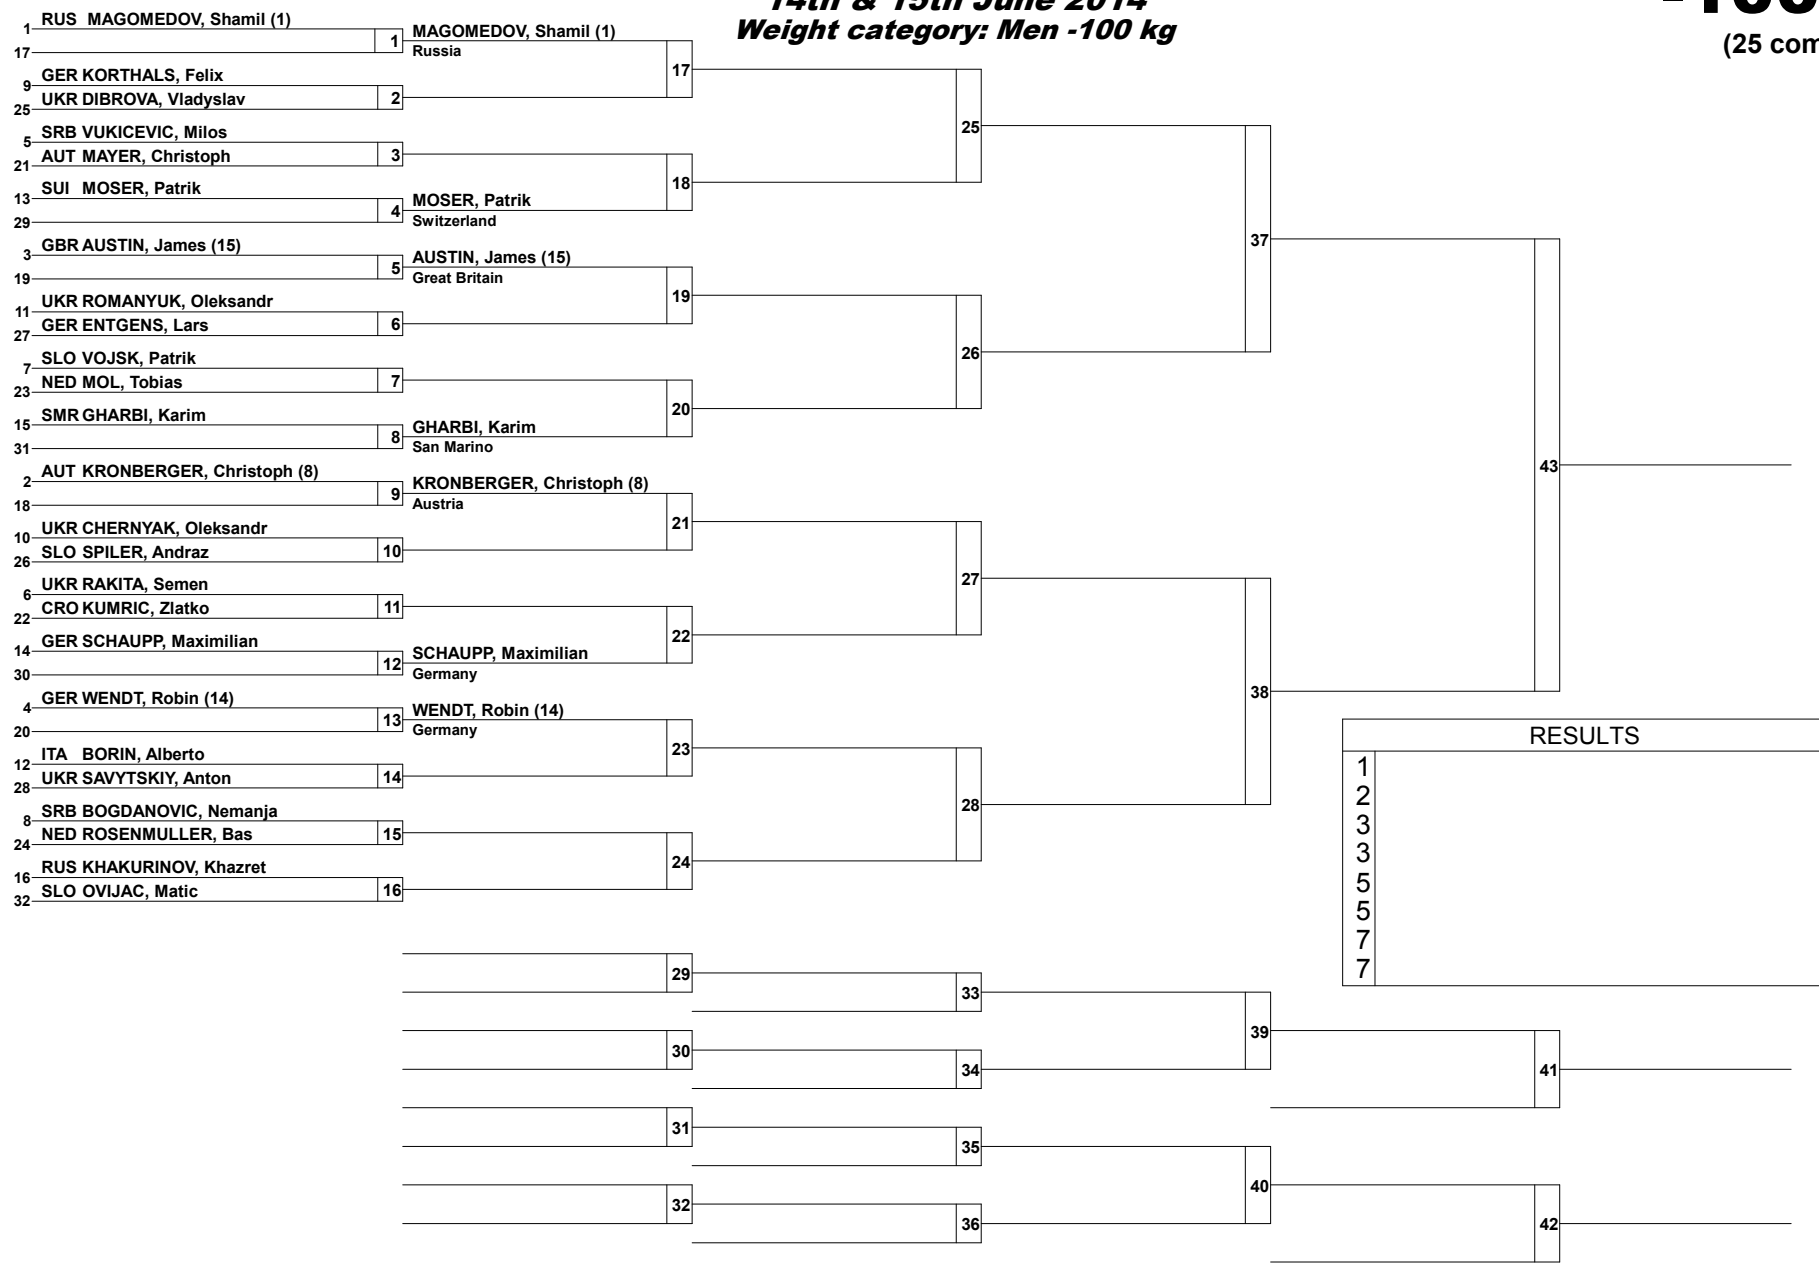 14th & 15th June 2014
Weight category: Men -100 kg
(25 com
1 RUS MAGOMEDOV, Shamil (1)
17
1 MAGOMEDOV, Shamil (1)
Russia
9 GER KORTHALS, Felix
25 UKR DIBROVA, Vladyslav
2
17
5 SRB VUKICEVIC, Milos
21 AUT MAYER, Christoph
3
13 SUI MOSER, Patrik
29
4 MOSER, Patrik
Switzerland
18
25
3 GBR AUSTIN, James (15)
19
5 AUSTIN, James (15)
Great Britain
11 UKR ROMANYUK, Oleksandr
27 GER ENTGENS, Lars
6
19
7 SLO VOJSK, Patrik
23 NED MOL, Tobias
7
15 SMR GHARBI, Karim
31
8 GHARBI, Karim
San Marino
20
26
37
2 AUT KRONBERGER, Christoph (8)
18
9 KRONBERGER, Christoph (8)
Austria
10 UKR CHERNYAK, Oleksandr
26 SLO SPILER, Andraz
10
21
6 UKR RAKITA, Semen
22 CRO KUMRIC, Zlatko
11
14 GER SCHAUPP, Maximilian
30
12 SCHAUPP, Maximilian
Germany
22
27
4 GER WENDT, Robin (14)
20
13 WENDT, Robin (14)
Germany
12 ITA BORIN, Alberto
28 UKR SAVYTSKIY, Anton
14
23
8 SRB BOGDANOVIC, Nemanja
24 NED ROSENMULLER, Bas
15
16 RUS KHAKURINOV, Khazret
32 SLO OVIJAC, Matic
16
24
28
38
43
RESULTS
1
2
3
3
5
5
7
7
29
33
30
34
39
41
31
35
32
36
40
42